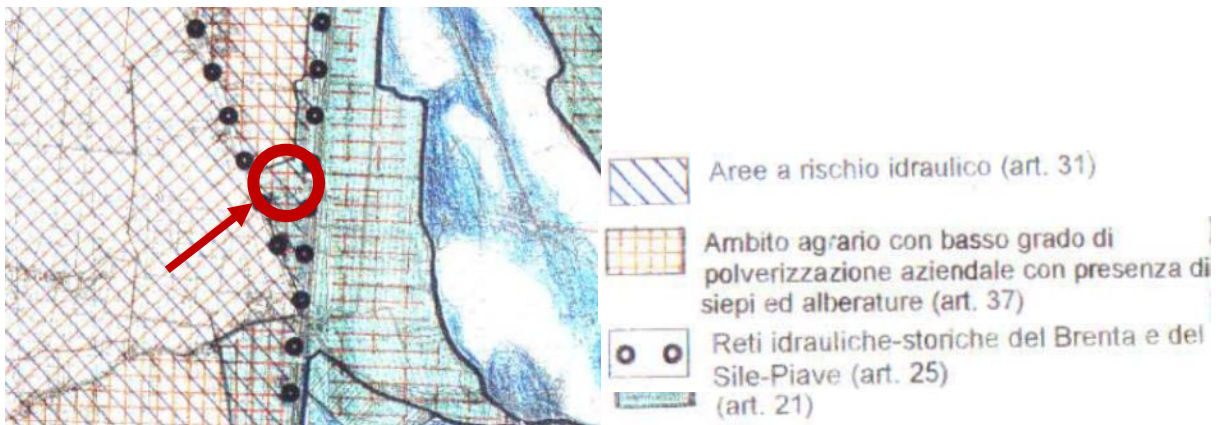 Aree a rischio idraulico (art. 31)
Ambito agrario con basso grado di
polverizzazione aziendale con presenza di
siepi ed alberature (art. 37)
Reti idrauliche-storiche del Brenta e del
Sile-Piave (art. 25)
(art. 21)